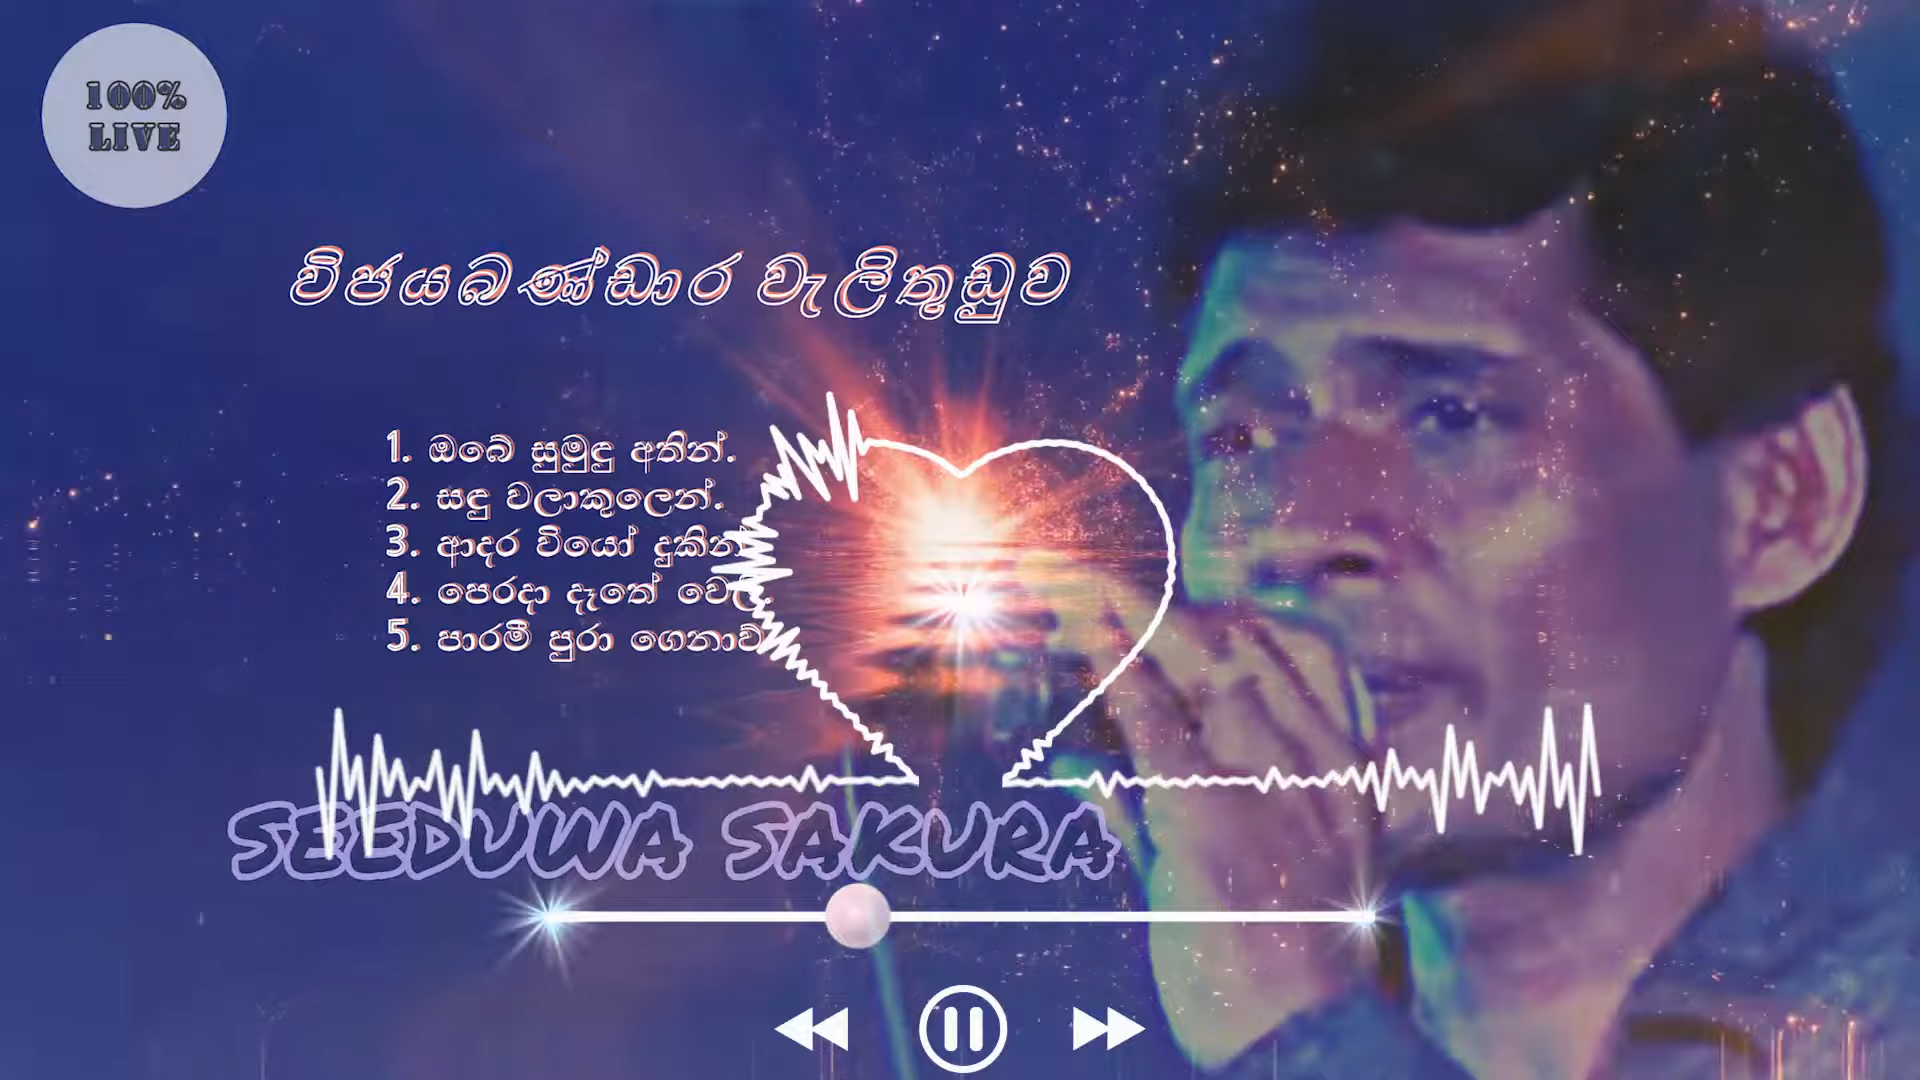 100%
LIVE
විජයබණ්ඩාර වැලිතුඩුව
1. ඔබේ සුමුදු අතින්.
2. සඳු වලාකුලෙන්.
3. ආදර වියෝ දුකින්
4. පෙරදා දෑතේ වෙලී.
5. පාරමී පුරා ගෙනාව
SEEDUWA SAKURA